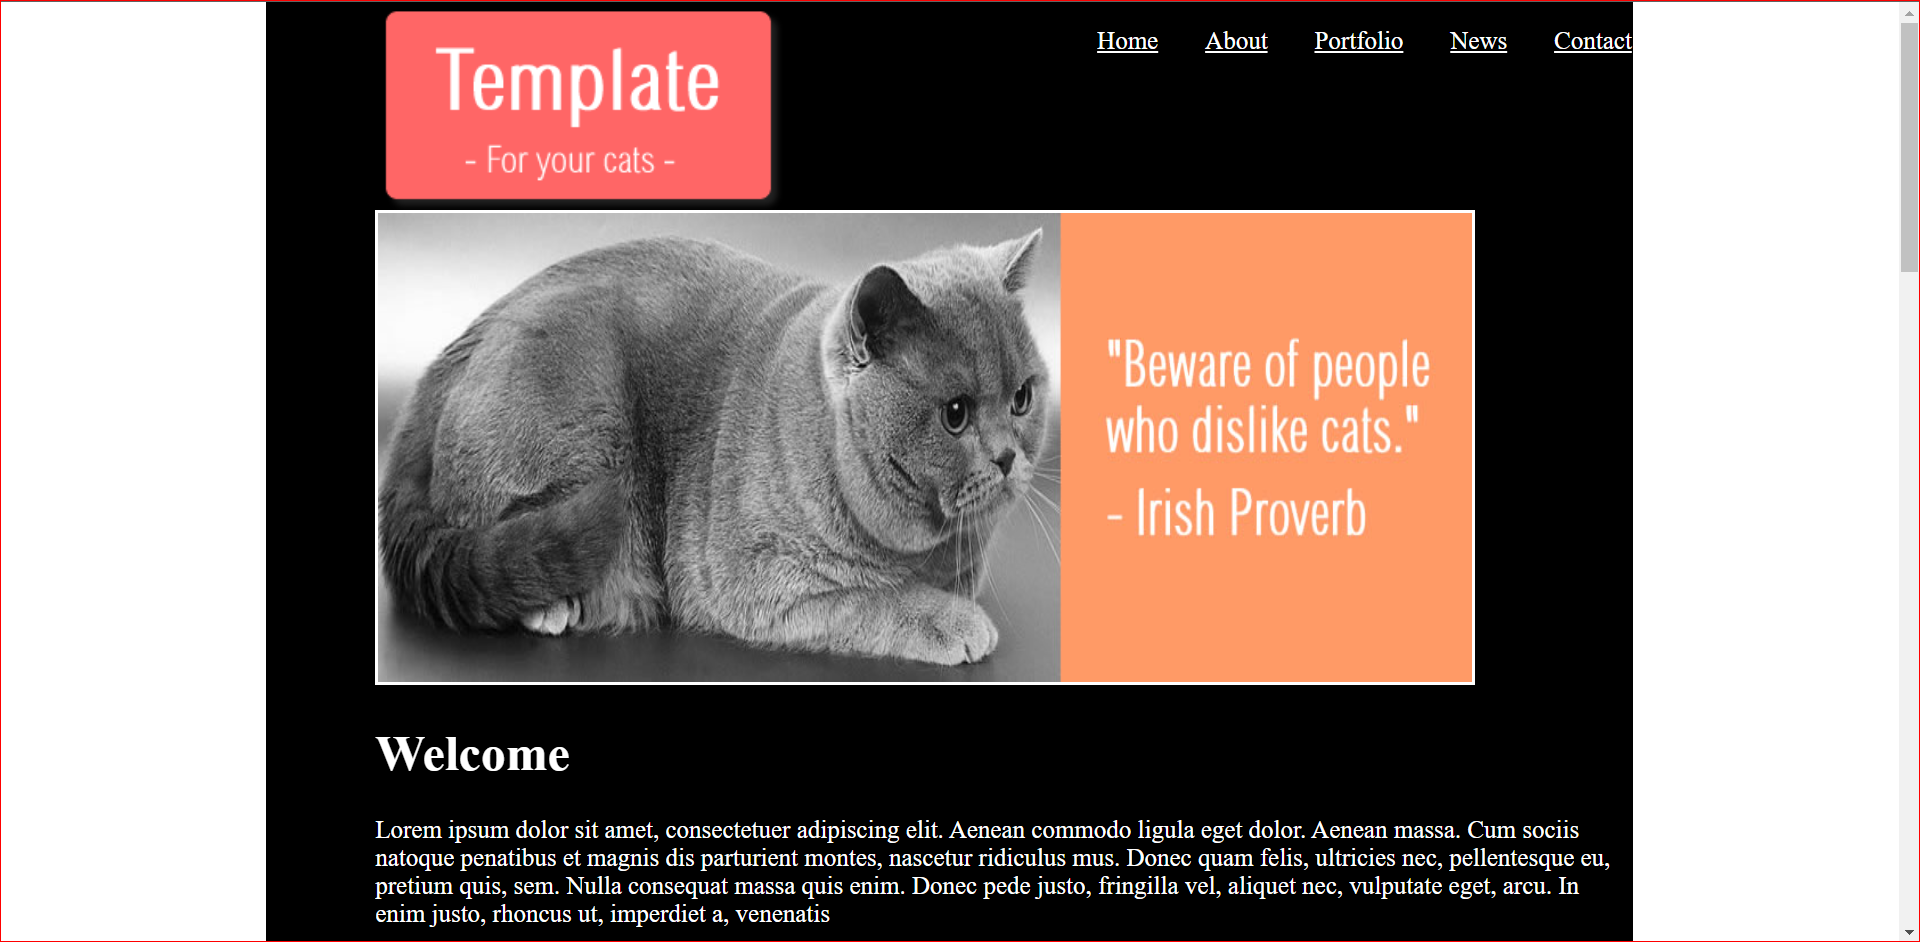 Template
- For your cats -
Home About Portfolio News Contact
"Beware of people
who dislike cats."
- Irish Proverb
Welcome
Lorem ipsum dolor sit amet, consectetuer adipiscing elit. Aenean commodo ligula eget dolor. Aenean massa. Cum sociis
natoque penatibus et magnis dis parturient montes, nascetur ridiculus mus. Donec quam felis, ultricies nec, pellentesque eu,
pretium quis, sem. Nulla consequat massa quis enim. Donec pede justo, fringilla vel, aliquet nec, vulputate eget, arcu. In
enim justo, rhoncus ut, imperdiet a, venenatis